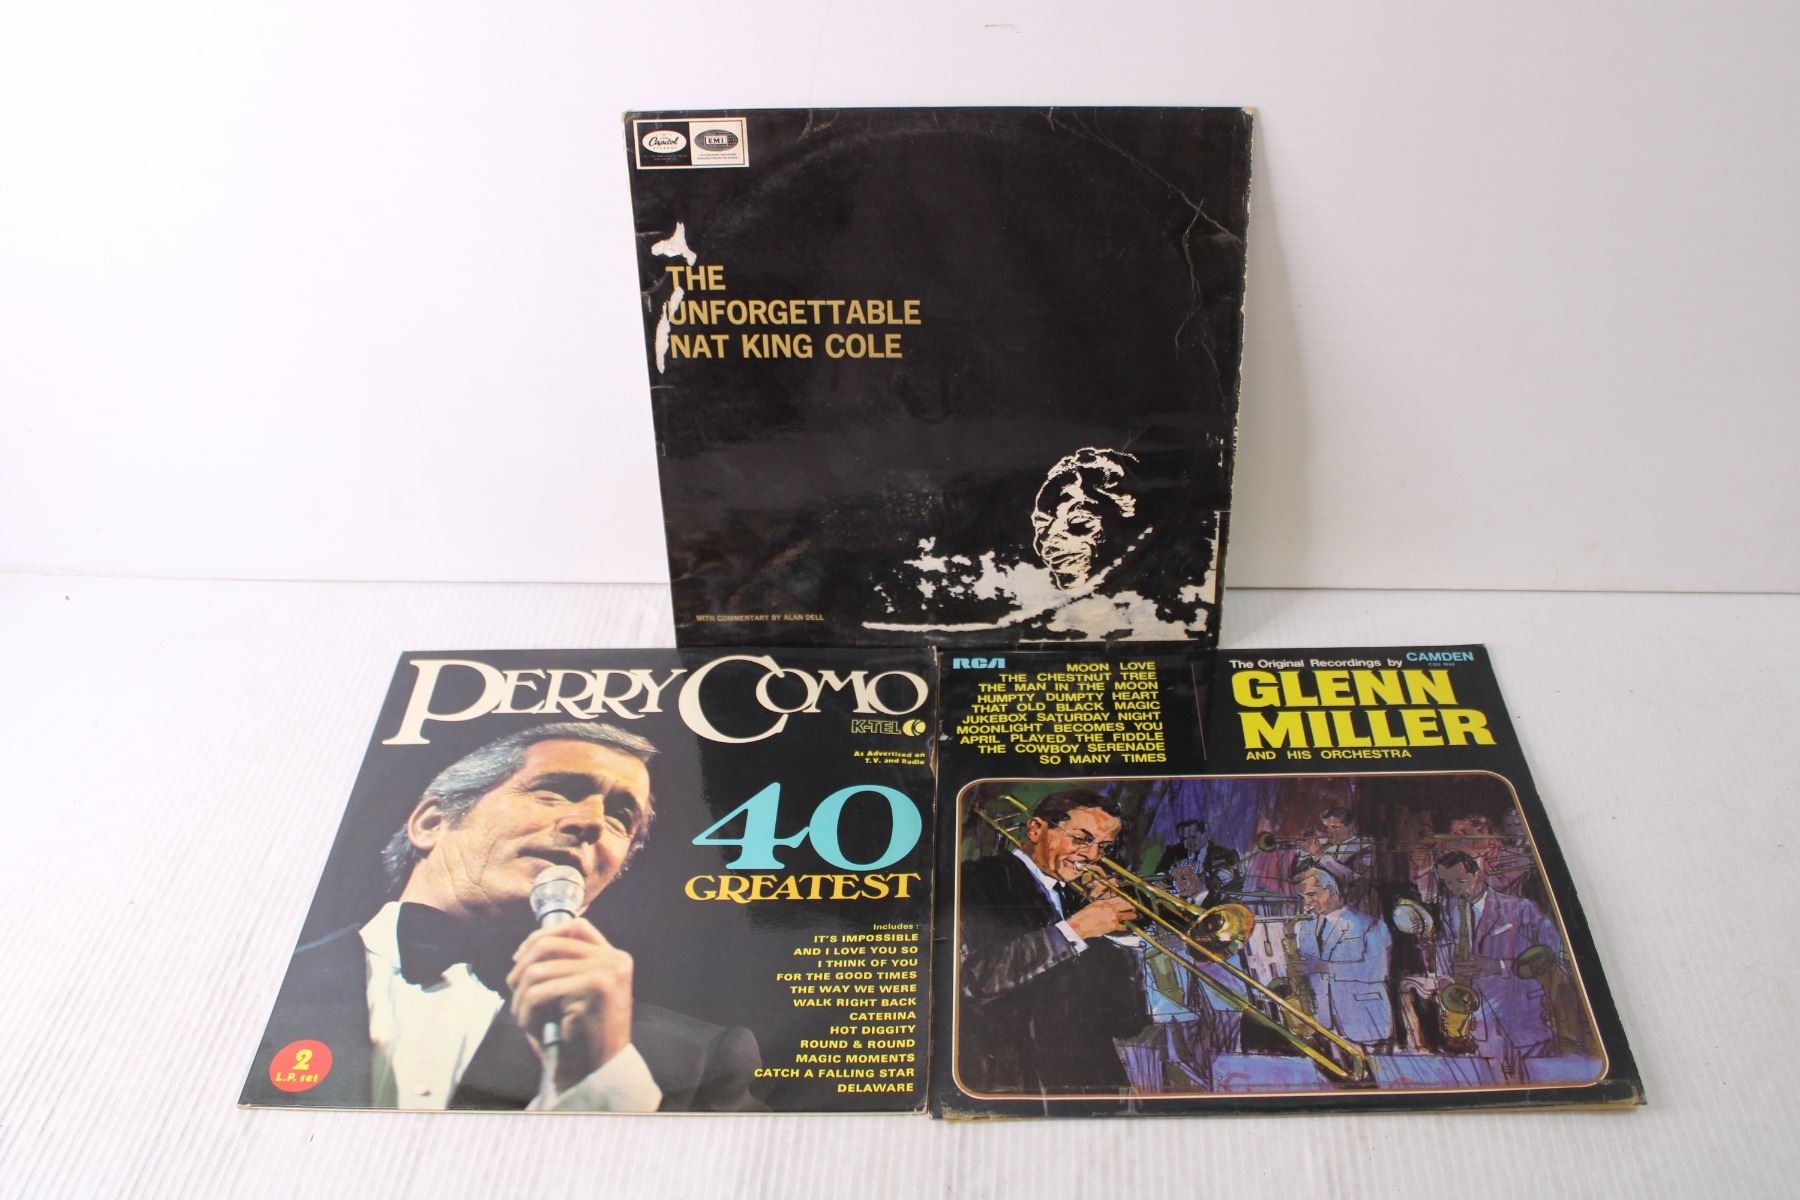 Capitol
EMI
THE
UNFORGETTABLE
NAT KING COLE
WITH COMMENTARY BY ALAN DELL
PERRY COMO
K-TEL
As Advertised on
T.V. and Radio
40
GREATEST
Includes :
IT'S IMPOSSIBLE
AND I LOVE YOU SO
I THINK OF YOU
FOR THE GOOD TIMES
THE WAY WE WERE
WALK RIGHT BACK
CATERINA
HOT DIGGITY
ROUND & ROUND
MAGIC MOMENTS
CATCH A FALLING STAR
DELAWARE
2
L.P. set
RCA
MOON LOVE
THE CHESTNUT TREE
THE MAN IN THE MOON
HUMPTY DUMPTY HEART
THAT OLD BLACK MAGIC
JUKEBOX SATURDAY NIGHT
MOONLIGHT BECOMES YOU
APRIL PLAYED THE FIDDLE
THE COWBOY SERENADE
SO MANY TIMES
The Original Recordings by
CAMDEN
GLENN
MILLER
AND HIS ORCHESTRA